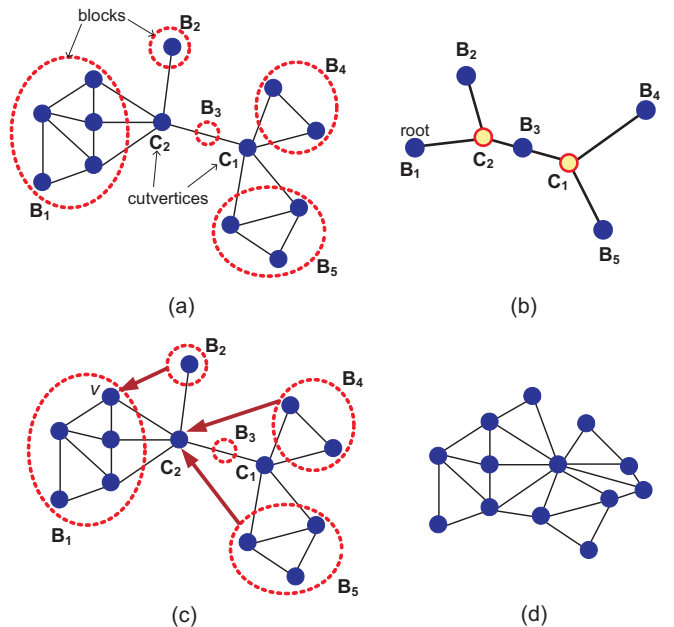 blocks
B2
B4
B3
C2
C1
cutvertices
B1
B5
(a)
B2
B4
root
B3
B1
C2
C1
B5
(b)
B2
v
B4
B3
C2
C1
B1
B5
(c)
(d)